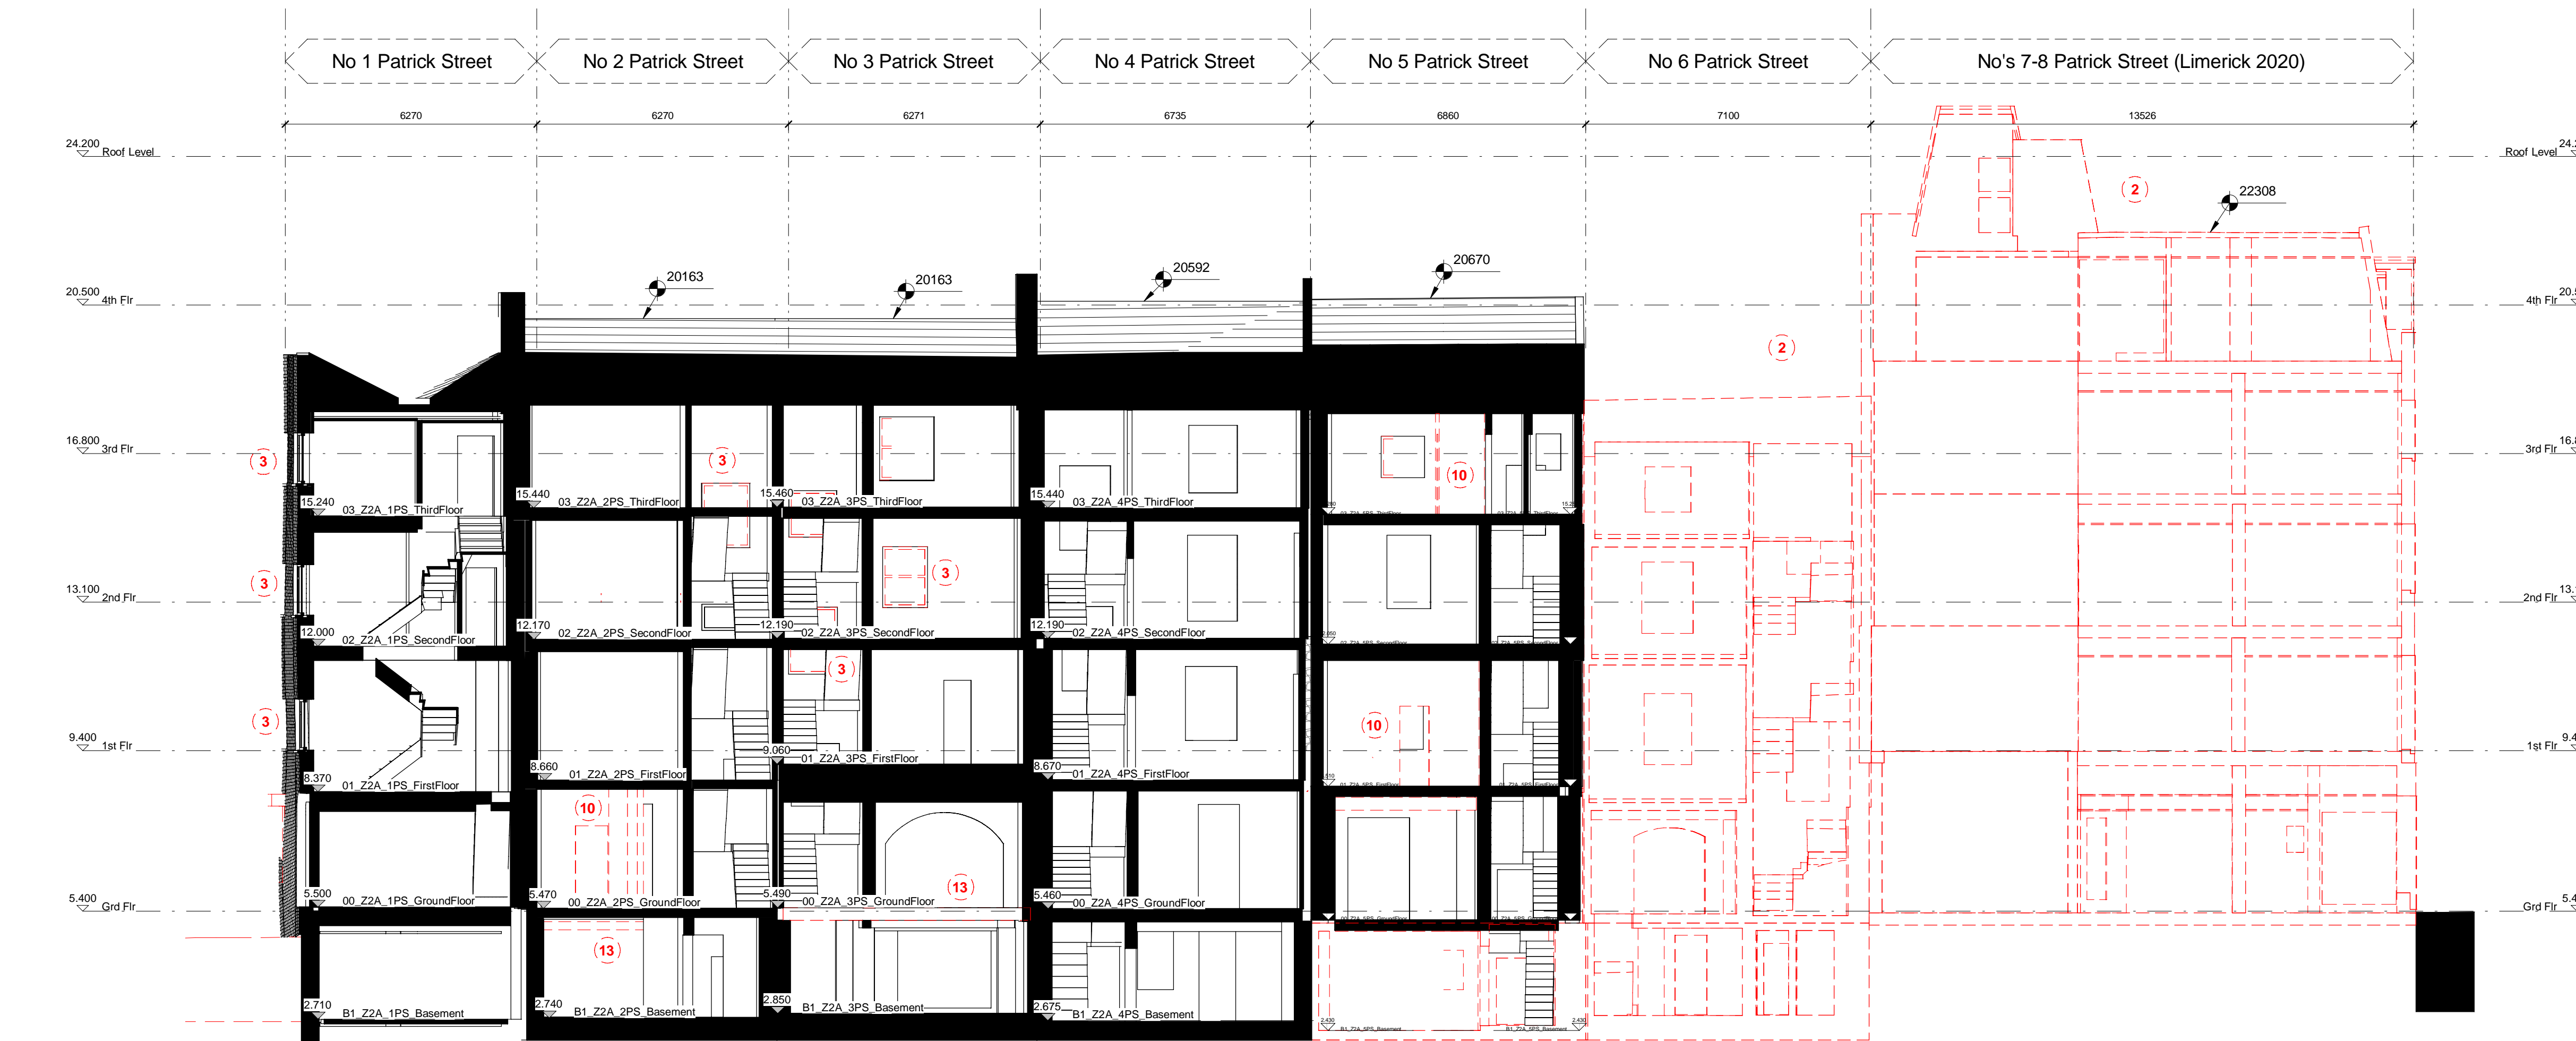 No 1 Patrick Street
No 2 Patrick Street
No 3 Patrick Street
No 4 Patrick Street
No 5 Patrick Street
No 6 Patrick Street
No's 7-8 Patrick Street (Limerick 2020)
6270
6270
6271
6735
6860
7100
13526
24.200 Roof Level
Roof Level
2
22308
20163
20163
20592
20670
20.500 4th Flr
4th Flr
2
16.800 3rd Flr
3rd Flr
3
3
10
15.240 03_Z2A_1PS_ThirdFloor
15.440 03_Z2A_2PS_ThirdFloor
15.460 03_Z2A_3PS_ThirdFloor
15.440 03_Z2A_4PS_ThirdFloor
13.100 2nd Flr
2nd Flr
3
3
12.000 02_Z2A_1PS_SecondFloor
12.170 02_Z2A_2PS_SecondFloor
12.190 02_Z2A_3PS_SecondFloor
12.190 02_Z2A_4PS_SecondFloor
3
3
10
9.400 1st Flr
1st Flr
8.370 01_Z2A_1PS_FirstFloor
8.660 01_Z2A_2PS_FirstFloor
9.060 01_Z2A_3PS_FirstFloor
8.670 01_Z2A_4PS_FirstFloor
10
13
5.400 Grd Flr
Grd Flr
5.500 00_Z2A_1PS_GroundFloor
5.470 00_Z2A_2PS_GroundFloor
5.490 00_Z2A_3PS_GroundFloor
5.460 00_Z2A_4PS_GroundFloor
13
2.710 B1_Z2A_1PS_Basement
2.740 B1_Z2A_2PS_Basement
2.850 B1_Z2A_3PS_Basement
2.675 B1_Z2A_4PS_Basement
2.430 B1_Z2A_5PS_Basement
B1_Z2A_5PS_Basement 2.430